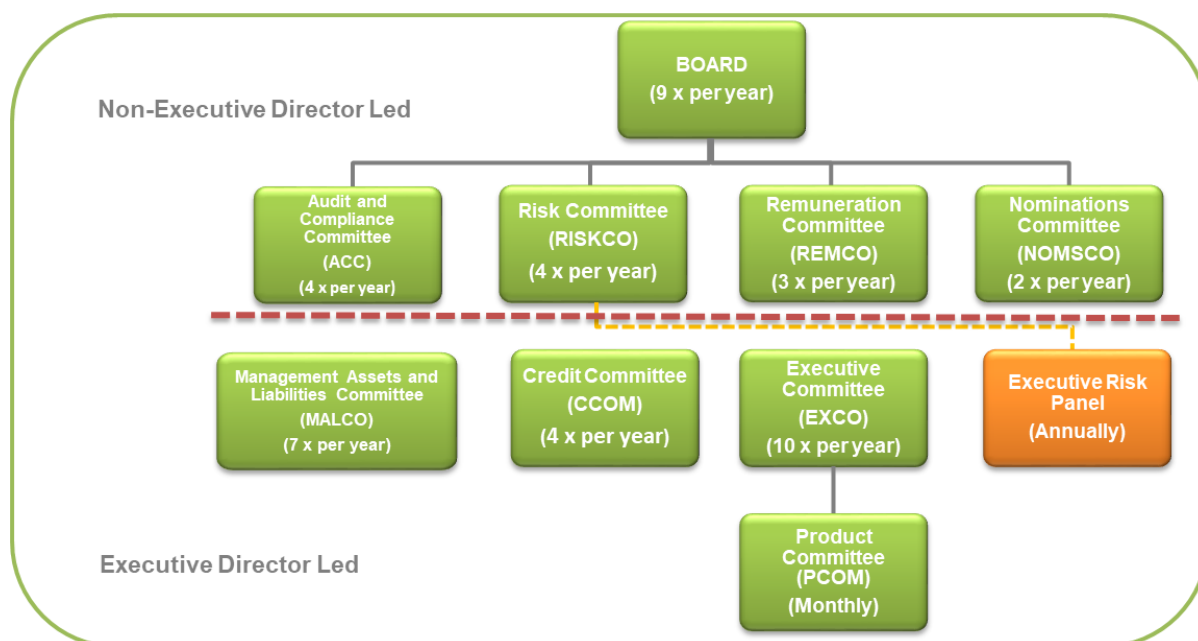 BOARD
(9 x per year)
Non-Executive Director Led
Audit and
Compliance
Committee
(ACC)
(4 x per year)
Risk Committee
(RISKCO)
(4 x per year)
Remuneration
Committee
(REMCO)
(3 x per year)
Nominations
Committee
(NOMSCO)
(2 x per year)
Management Assets and
Liabilities Committee
(MALCO)
(7 x per year)
Credit Committee
(CCOM)
(4 x per year)
Executive
Committee
(EXCO)
(10 x per year)
Executive Risk
Panel
(Annually)
Product
Committee
(PCOM)
(Monthly)
Executive Director Led